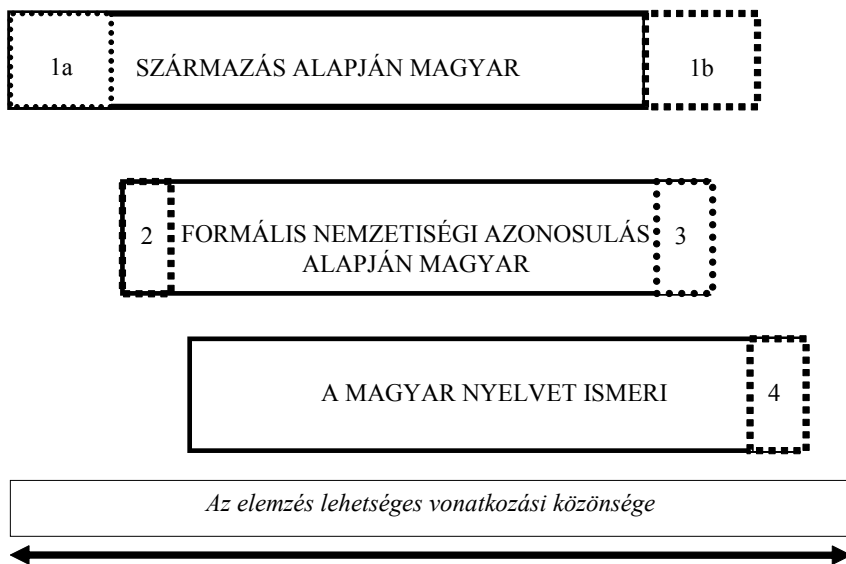 1a SZÁRMAZÁS ALAPJÁN MAGYAR 1b
2 FORMÁLIS NEMZETISÉGI AZONOSULÁS 3
ALAPJÁN MAGYAR
A MAGYAR NYELVET ISMERI 4
Az elemzés lehetséges vonatkozási közönsége